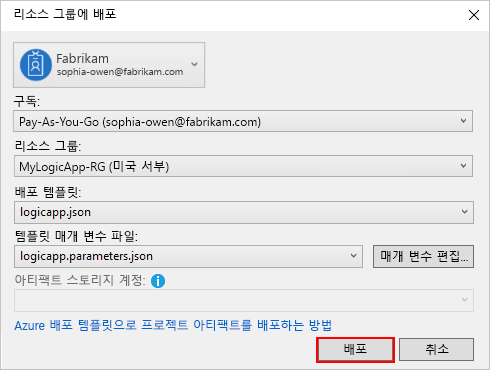 리소스 그룹에 배포
Fabrikam
sophia-owen@fabrikam.com
구독:
Pay-As-You-Go (sophia-owen@fabrikam.com)
리소스 그룹:
MyLogicApp-RG (미국 서부)
배포 템플릿:
logicapp.json
템플릿 매개 변수 파일:
logicapp.parameters.json
매개 변수 편집...
아티팩트 스토리지 계정:
Azure 배포 템플릿으로 프로젝트 아티팩트를 배포하는 방법
배포
취소